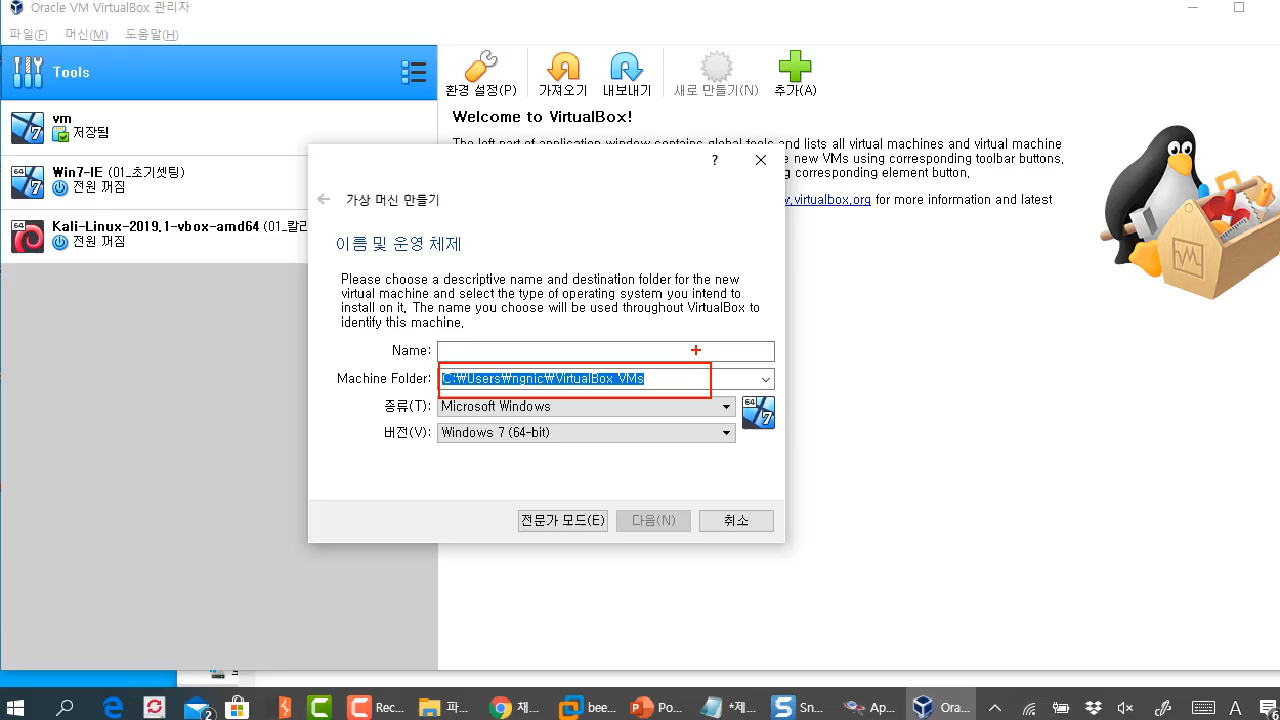 Oracle VM VirtualBox 관리자
파일(F) 머신(M) 도움말(H)
Tools
환경 설정(P) 가져오기 내보내기 새로 만들기(N) 추가(A)
vm
저장됨
Win7-IE (01_초기셋팅)
전원 꺼짐
Kali-Linux-2019.1-vbox-amd64 (01_칼리
전원 꺼짐
Welcome to VirtualBox!
The left part of application window contains global tools and lists all virtual machines and virtual machine
new VMs using corresponding toolbar buttons,
corresponding element button.
.virtualbox.org for more information and latest
?
가상 머신 만들기
이름 및 운영 체제
Please choose a descriptive name and destination folder for the new
virtual machine and select the type of operating system you intend to
install on it. The name you choose will be used throughout VirtualBox to
identify this machine.
Name:
Machine Folder: C:₩Users₩ngnic₩VirtualBox VMs
종류(T): Microsoft Windows
64
7
버전(V): Windows 7 (64-bit)
전문가 모드(E) 다음(N) 취소
Rec... 파... 채... bee... Po... *제... Sn... Ap... Ora...